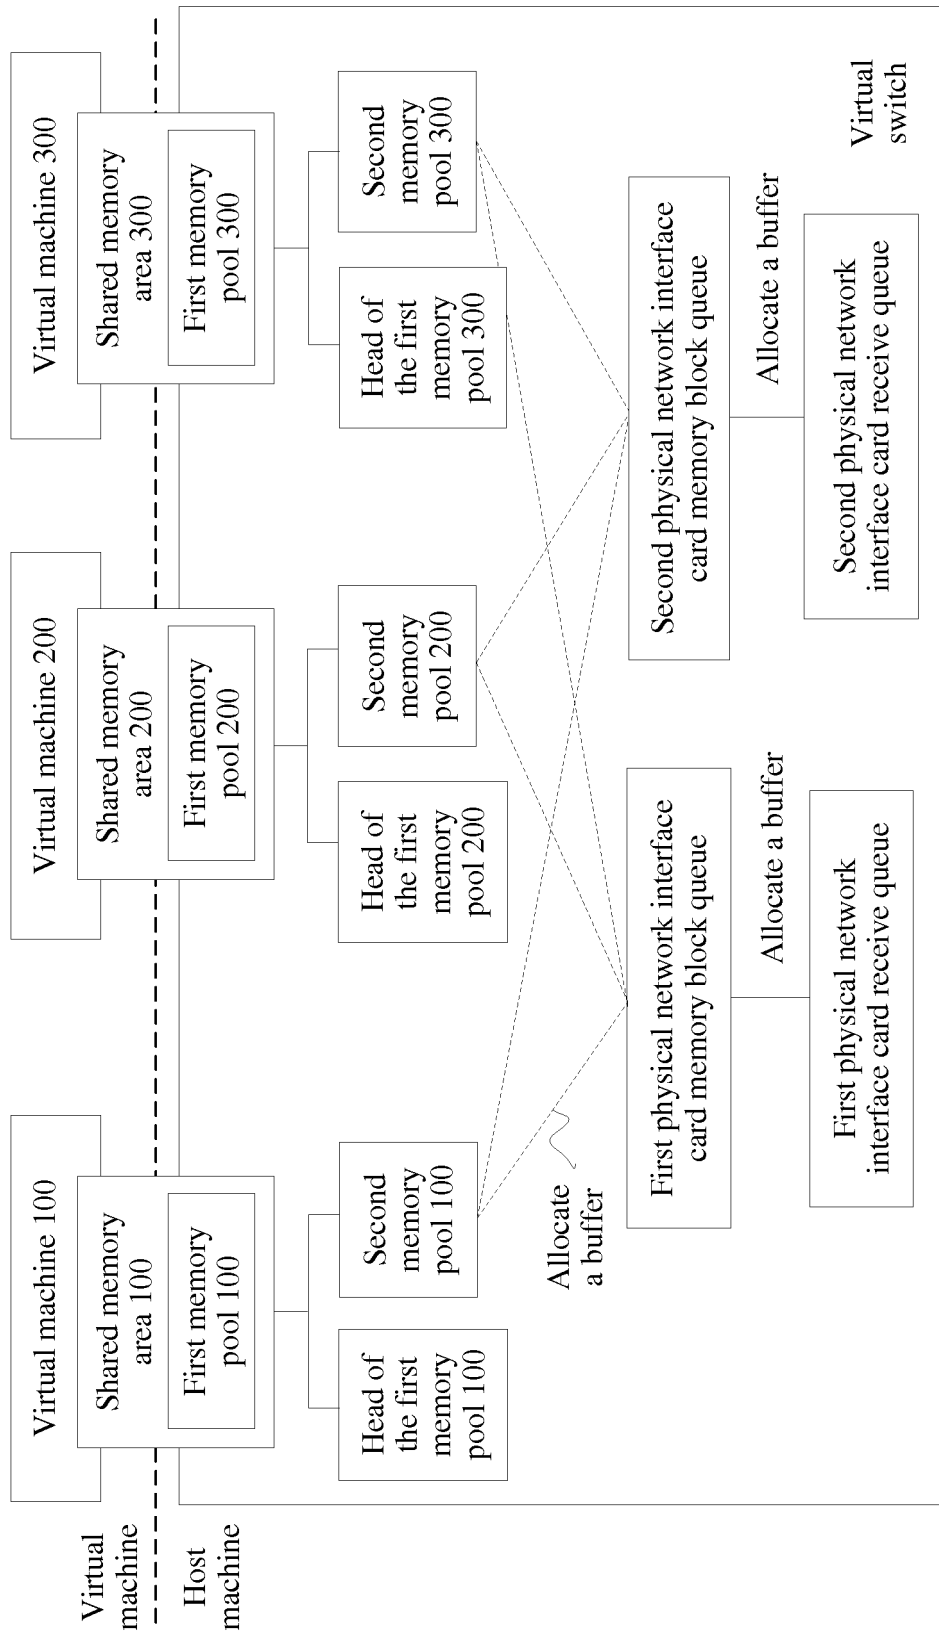 Virtual machine 100
Virtual machine 200
Virtual machine 300
Virtual
machine
Shared memory
area 100
Shared memory
area 200
Shared memory
area 300
Host
machine
First memory
pool 100
First memory
pool 200
First memory
pool 300
Head of
the first
memory
pool 100
Second
memory
pool 100
Head of
the first
memory
pool 200
Second
memory
pool 200
Head of
the first
memory
pool 300
Second
memory
pool 300
Allocate
a buffer
First physical network interface
card memory block queue
Second physical network interface
card memory block queue
Allocate a buffer
Allocate a buffer
First physical network
interface card receive queue
Second physical network
interface card receive queue
Virtual
switch